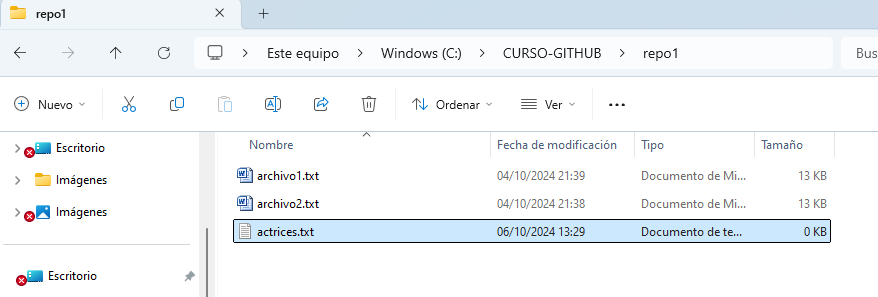 repo1
Este equipo Windows (C:) CURSO-GITHUB repo1 Bus
Nuevo Ordenar Ver
Nombre Fecha de modificación Tipo Tamaño
Escritorio
Imágenes
Imágenes
Escritorio
archivo1.txt 04/10/2024 21:39 Documento de Mi... 13 KB
archivo2.txt 04/10/2024 21:38 Documento de Mi... 13 KB
actrices.txt 06/10/2024 13:29 Documento de te... 0 KB